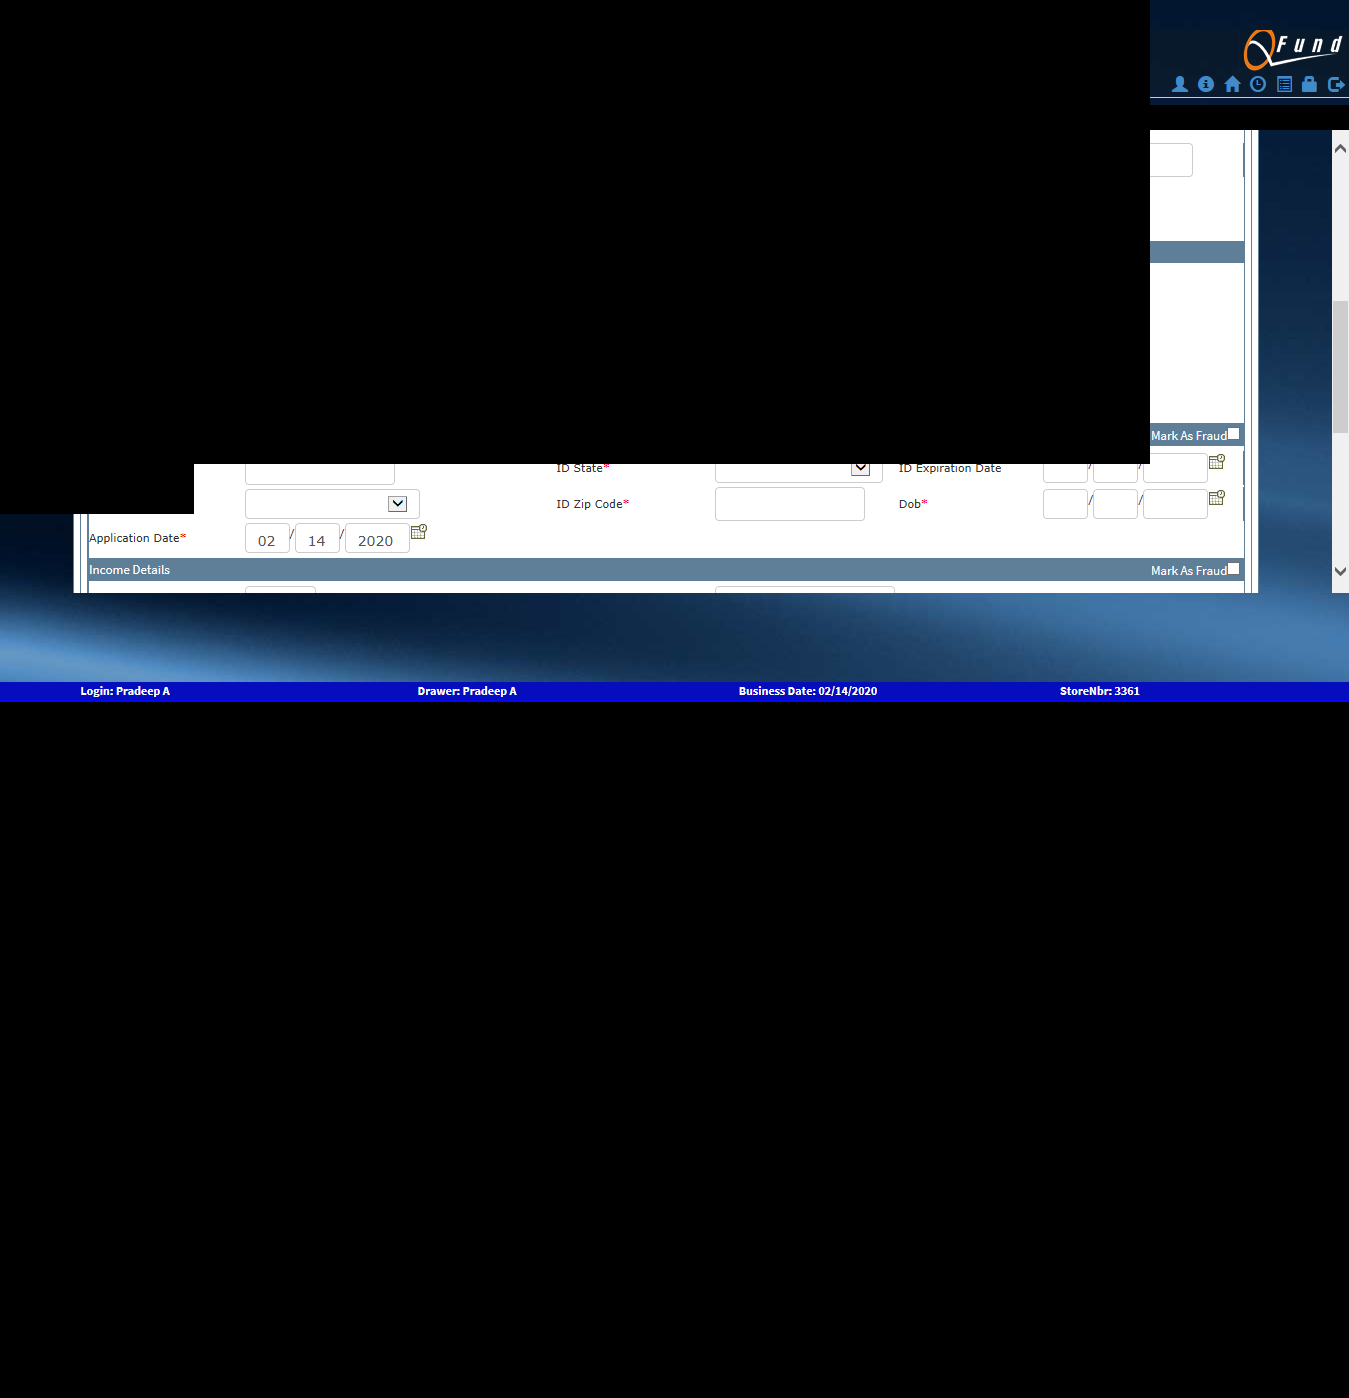 Fund
Mark As Fraud
ID State* ID Expiration Date / /
ID Zip Code* Dob* / /
Application Date* 02 / 14 / 2020
Income Details Mark As Fraud
Login: Pradeep A Drawer: Pradeep A Business Date: 02/14/2020 StoreNbr: 3361